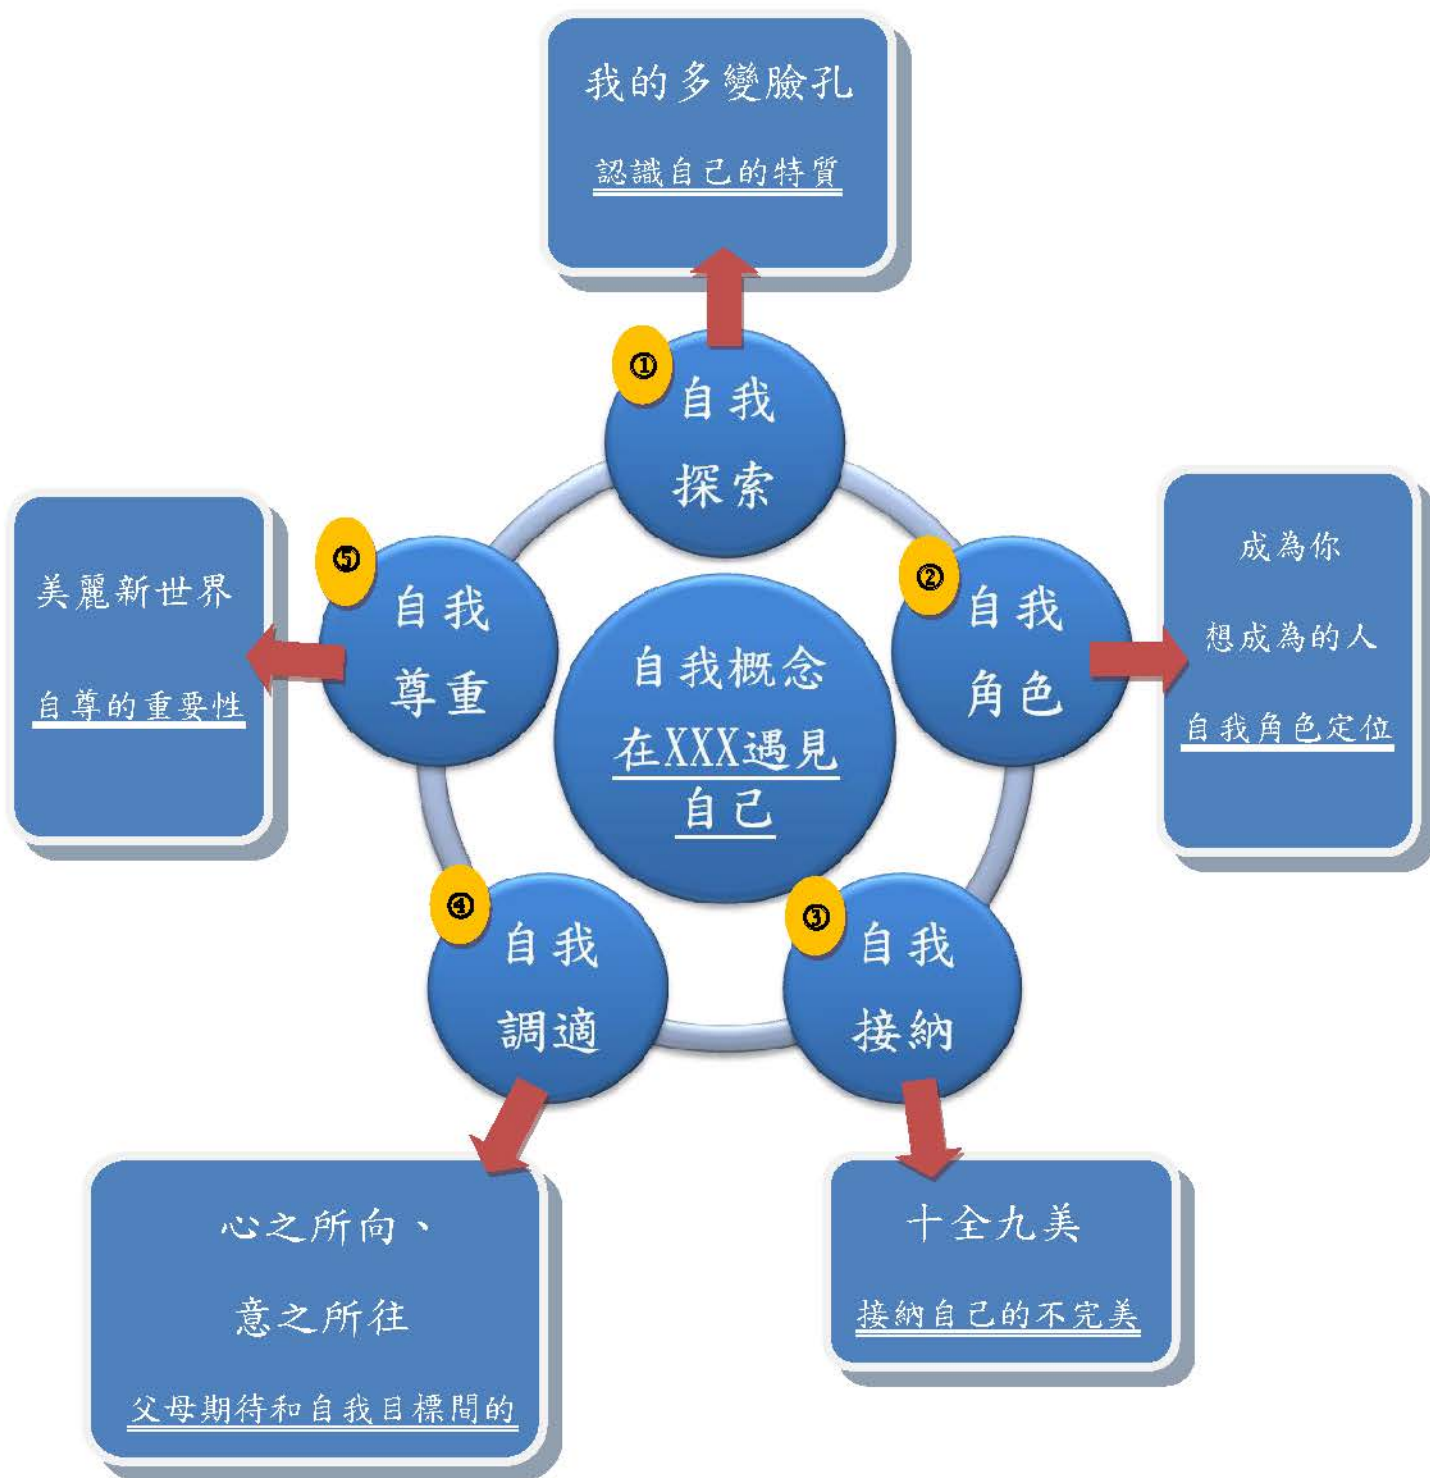 我的多變臉孔
認識自己的特質
①
自我
探索
②
自我
角色
成為你
想成為的人
自我角色定位
⑤
自我
尊重
美麗新世界
自尊的重要性
自我概念
在XXX遇見
自己
④
自我
調適
③
自我
接納
心之所向、
意之所往
父母期待和自我目標間的
十全九美
接納自己的不完美